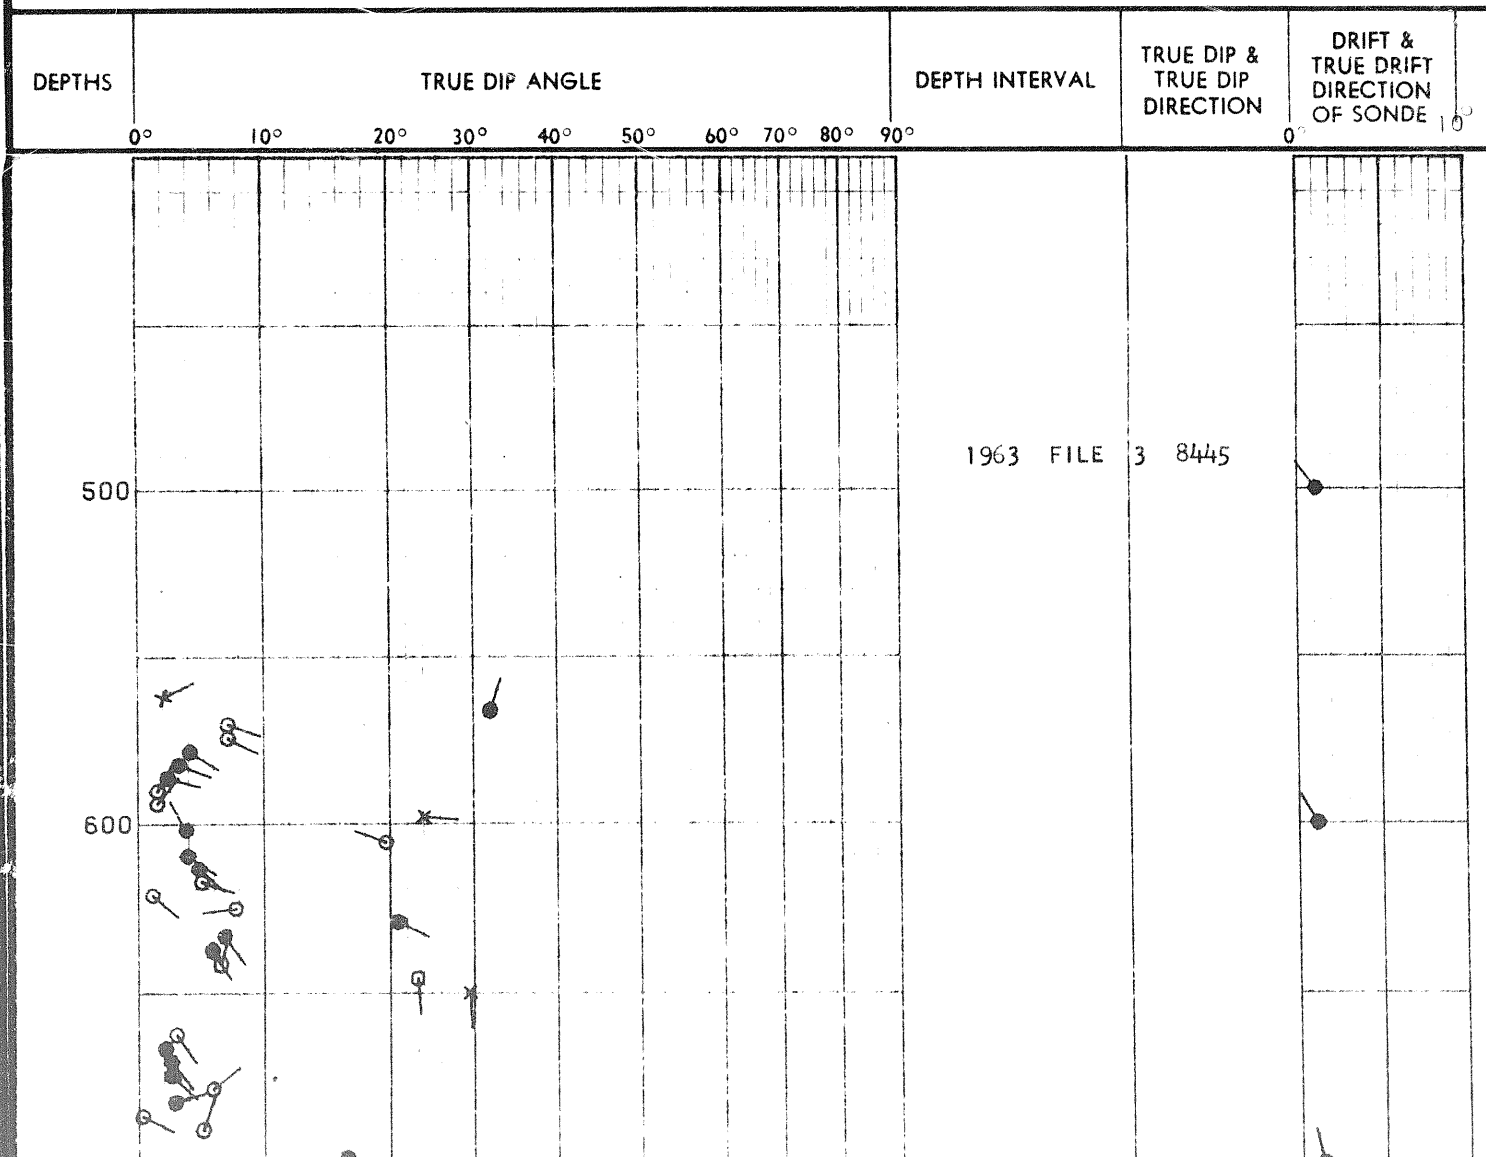 DEPTHS
TRUE DIP ANGLE
DEPTH INTERVAL
TRUE DIP &
TRUE DIP
DIRECTION
DRIFT &
TRUE DRIFT
DIRECTION
OF SONDE
0° 10° 20° 30° 40° 50° 60° 70° 80° 90°
0° 10°
1963 FILE 3 8445
500
600